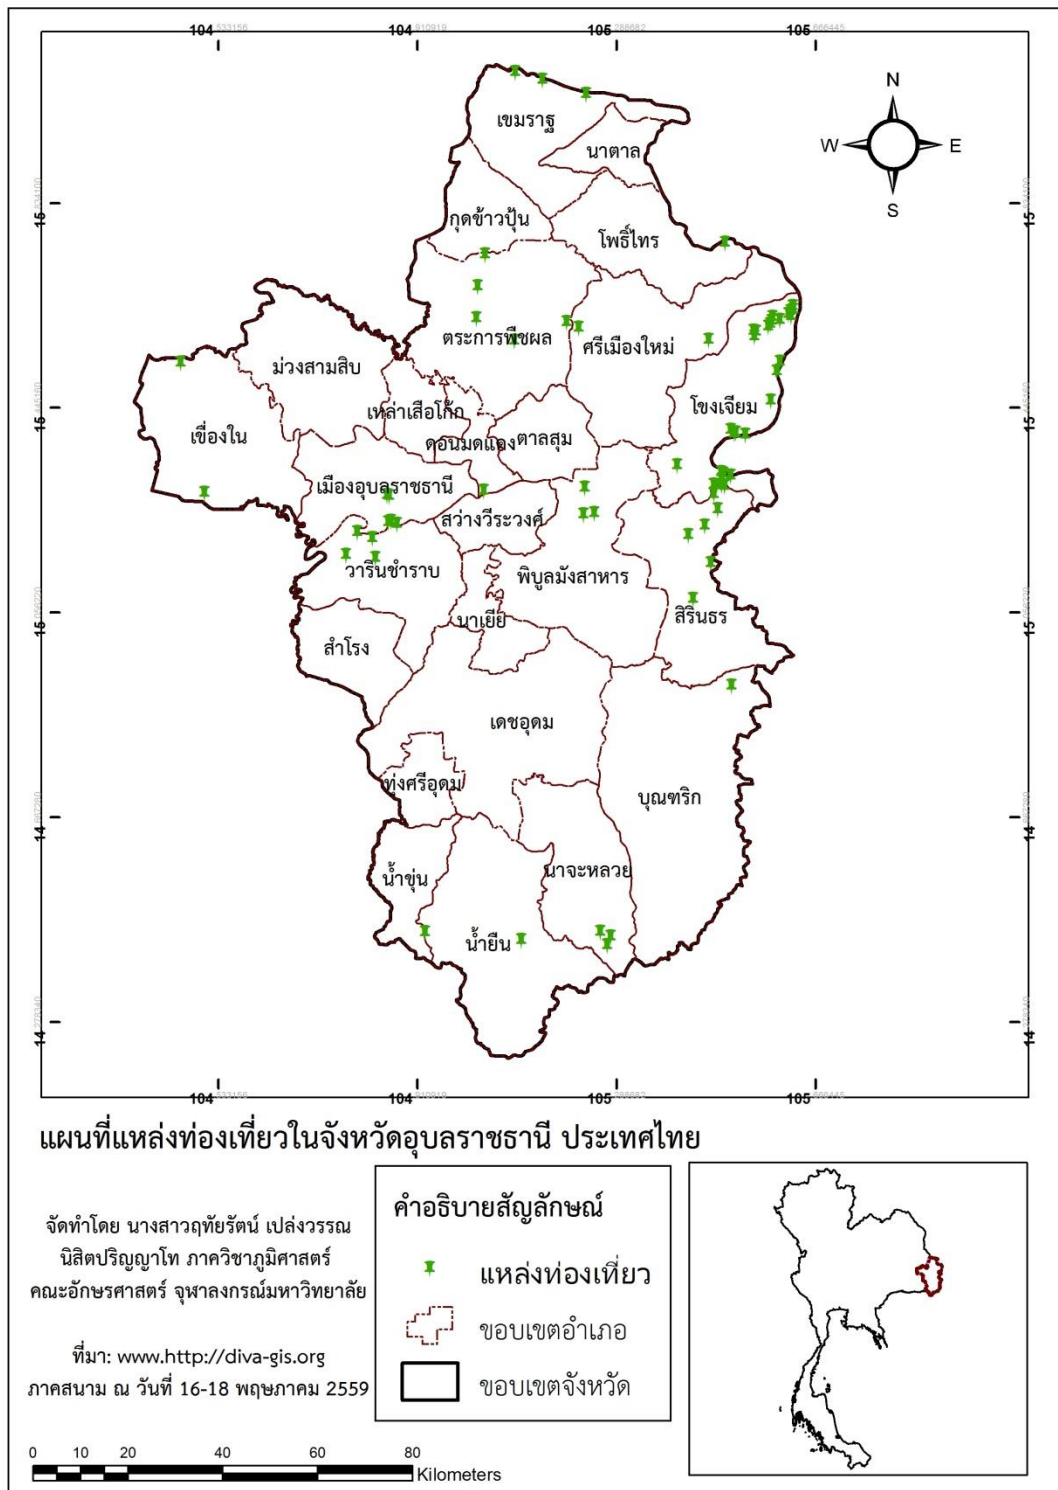 104.533156 104.910919 105.288682 105.666445
N
W E
S
เขมราฐ
นาตาล
15.834100 15.834100
กุดข้าวปุ้น
โพธิ์ไทร
ตระการพืชผล
ศรีเมืองใหม่
ม่วงสามสิบ
เหล่าเสือโก้ก
โขงเจียม
15.445160 15.445160
เขื่องใน
ดอนมดแดง
ตาลสุม
เมืองอุบลราชธานี
สว่างวีระวงศ์
วารินชำราบ
พิบูลมังสาหาร
15.056220 15.056220
นาเยีย
สิรินธร
สำโรง
เดชอุดม
ทุ่งศรีอุดม
บุณฑริก
14.667280 14.667280
น้ำขุ่น
นาจะหลวย
น้ำยืน
14.278340 14.278340
104.533156 104.910919 105.288682 105.666445
แผนที่แหล่งท่องเที่ยวในจังหวัดอุบลราชธานี ประเทศไทย
จัดทำโดย นางสาวฤทัยรัตน์ เปล่งวรรณ
นิสิตปริญญาโท ภาควิชาภูมิศาสตร์
คณะอักษรศาสตร์ จุฬาลงกรณ์มหาวิทยาลัย
ที่มา: www.http://diva-gis.org
ภาคสนาม ณ วันที่ 16-18 พฤษภาคม 2559
คำอธิบายสัญลักษณ์
แหล่งท่องเที่ยว
ขอบเขตอำเภอ
ขอบเขตจังหวัด
0 10 20 40 60 80
Kilometers